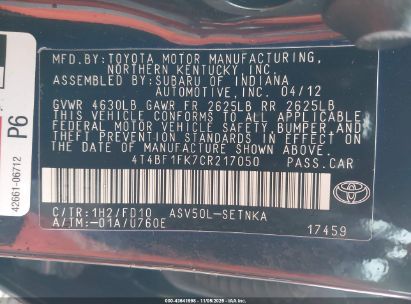 MFD.BY:TOYOTA MOTOR MANUFACTURING,
NORTHERN KENTUCKY,INC.
ASSEMBLED BY:SUBARU OF INDIANA
AUTOMOTIVE, INC. 04/12
GVWR 4630LB GAWR FR 2625LB RR 2625LB
THIS VEHICLE CONFORMS TO ALL APPLICABLE
FEDERAL MOTOR VEHICLE SAFETY,BUMPER,AND
THEFT PREVENTION STANDARDS IN EFFECT ON
THE DATE OF MANUFACTURE SHOWN ABOVE.
4T4BF1FK7CR217050 PASS.CAR
C/TR:1H2/FD10 ASV50L-SETNKA
A/TM:-01A/U760E
TOYOTA
17459
P6
42661-06712